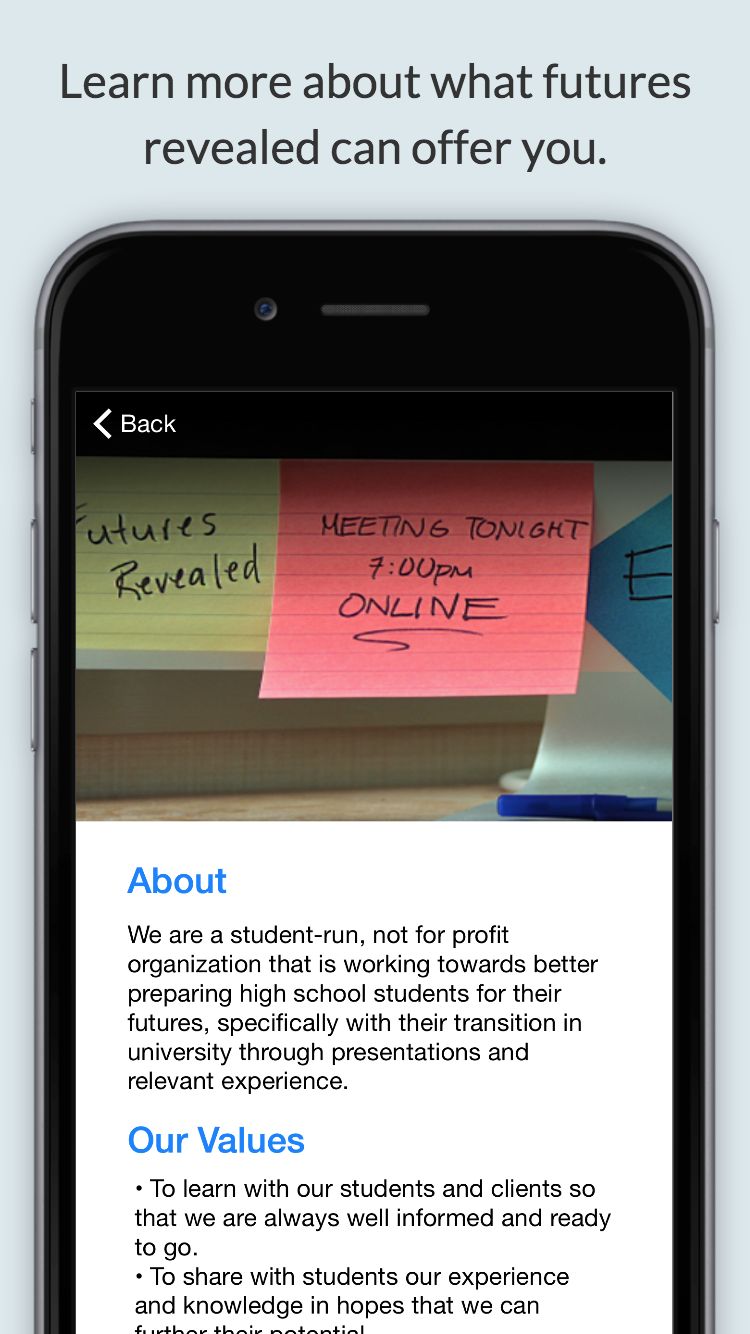 Learn more about what futures
revealed can offer you.
Back
Futures
Revealed
MEETING TONIGHT
7:00PM
ONLINE
E
About
We are a student-run, not for profit
organization that is working towards better
preparing high school students for their
futures, specifically with their transition in
university through presentations and
relevant experience.
Our Values
• To learn with our students and clients so
that we are always well informed and ready
to go.
• To share with students our experience
and knowledge in hopes that we can
further their potential